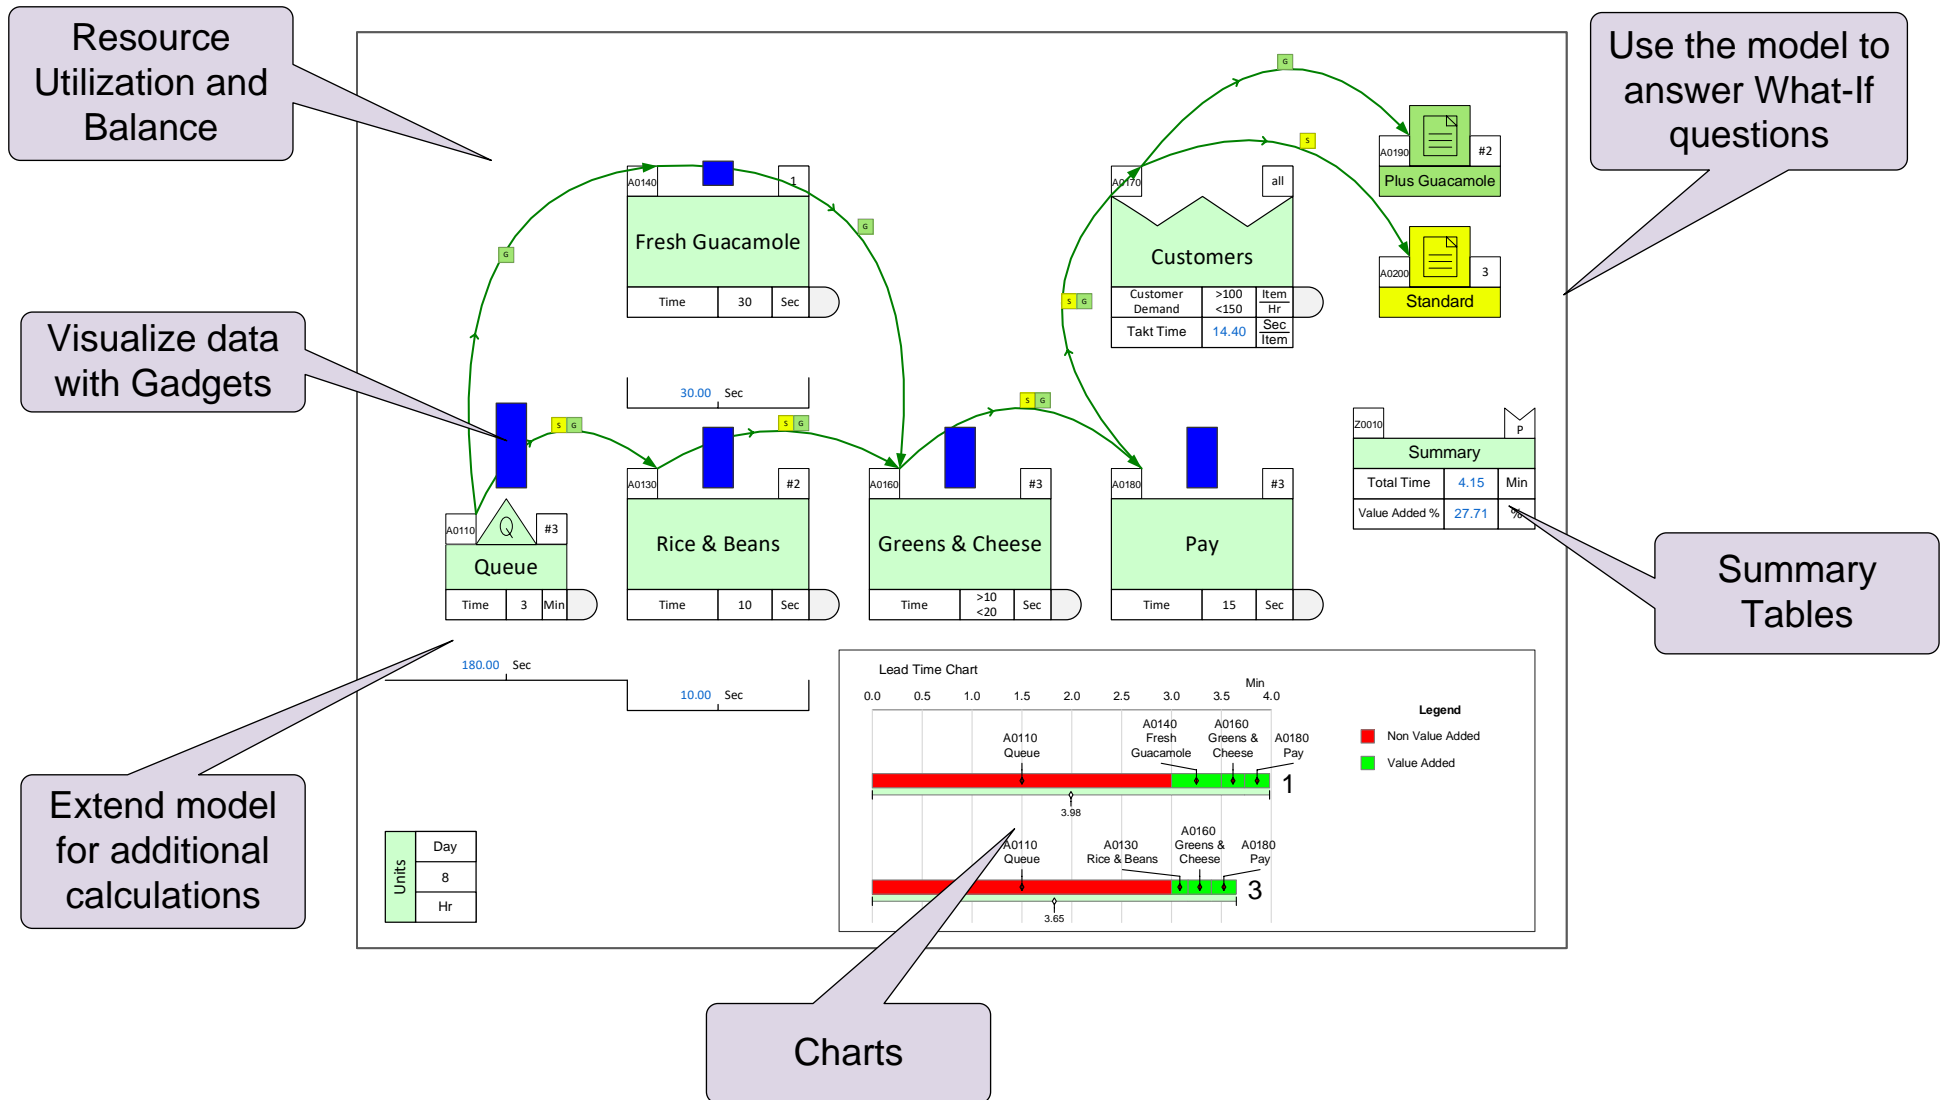 Resource
Utilization and
Balance
Use the model to
answer What-If
questions
Visualize data
with Gadgets
Extend model
for additional
calculations
Summary
Tables
Charts
G
G
G
S
S G
S G
S G
S G
A0140
1
Fresh Guacamole
Time 30 Sec
30.00 Sec
A0170
all
Customers
Customer
Demand
>100
<150
Item
Hr
Takt Time 14.40 Sec
Item
A0190
#2
Plus Guacamole
A0200
3
Standard
A0110
Q
#3
Queue
Time 3 Min
180.00 Sec
A0130
#2
Rice & Beans
Time 10 Sec
10.00 Sec
A0160
#3
Greens & Cheese
Time >10
<20 Sec
A0180
#3
Pay
Time 15 Sec
Z0010
P
Summary
Total Time 4.15 Min
Value Added % 27.71 %
Units
Day
8
Hr
Lead Time Chart
Min
0.0 0.5 1.0 1.5 2.0 2.5 3.0 3.5 4.0
A0110
Queue
A0140
Fresh
Guacamole
A0160
Greens &
Cheese
A0180
Pay
1
3.98
A0110
Queue
A0130
Rice & Beans
A0160
Greens &
Cheese
A0180
Pay
3
3.65
Legend
Non Value Added
Value Added